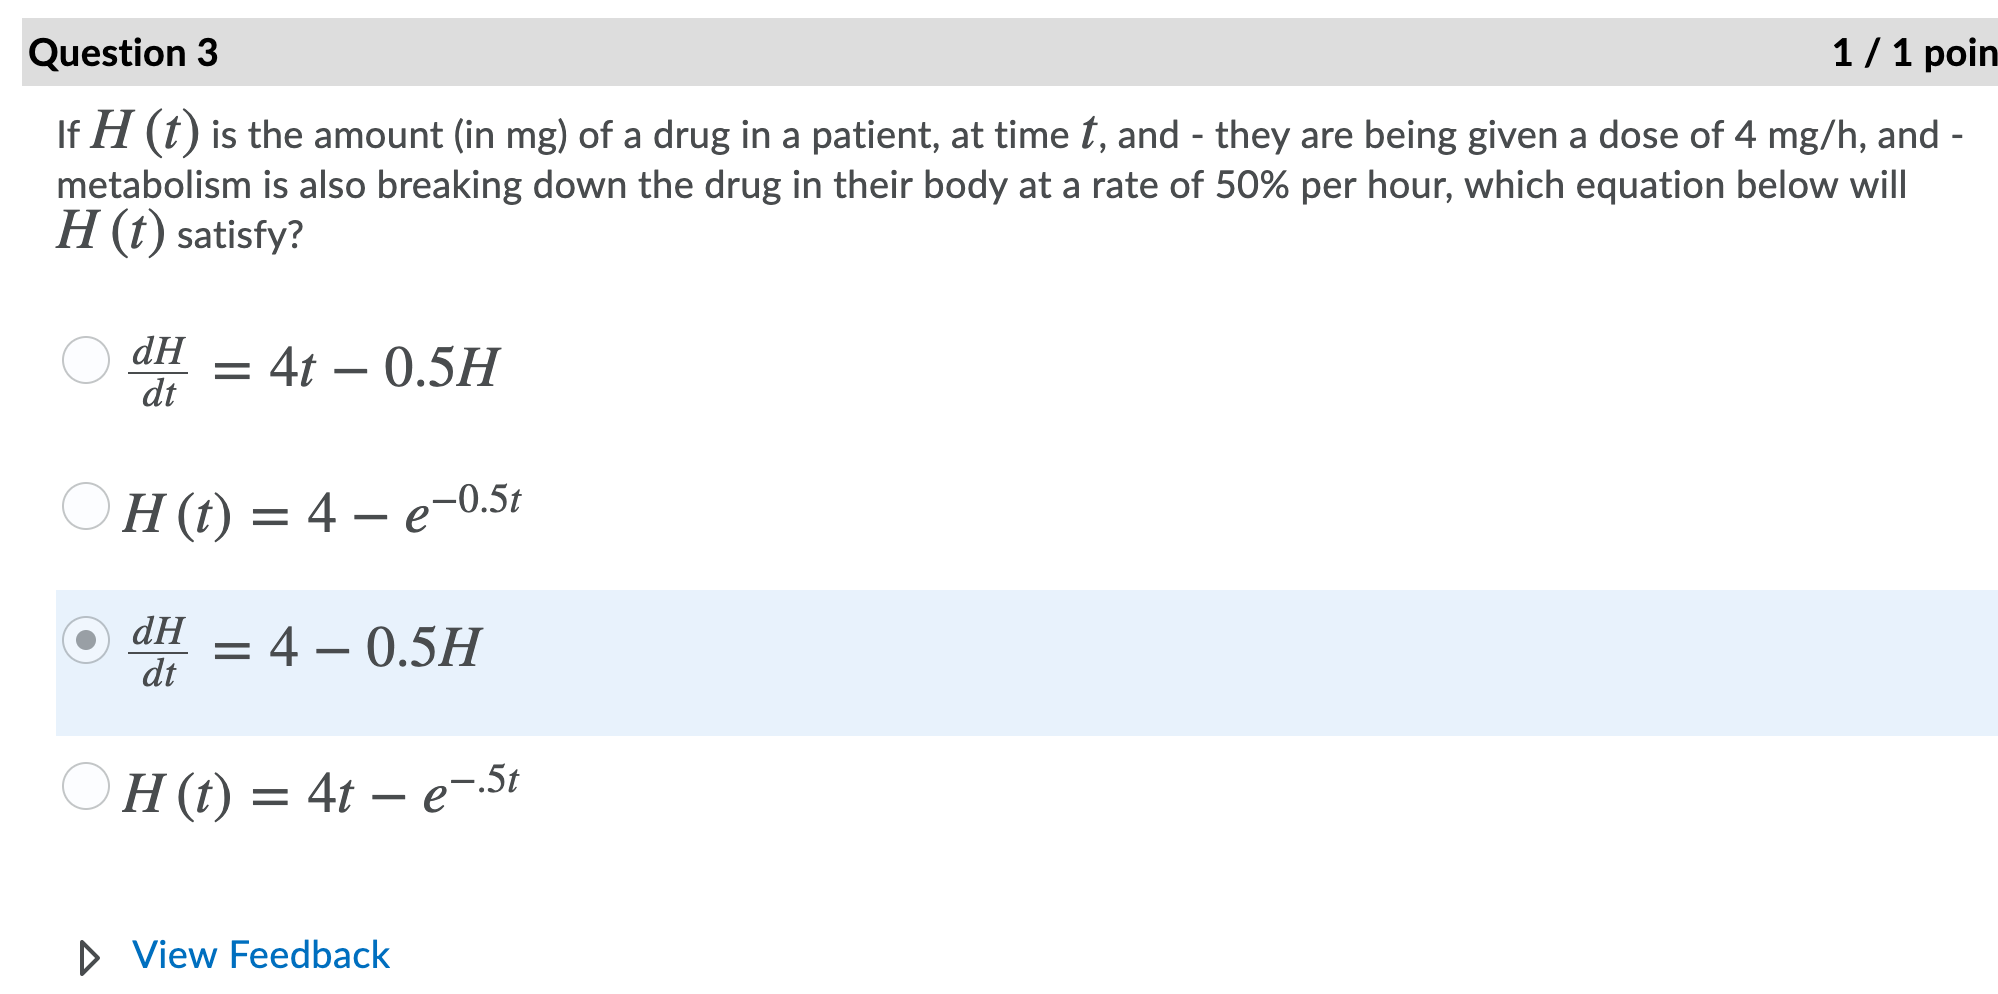 Question 3
1 / 1 poin
If H (t) is the amount (in mg) of a drug in a patient, at time t, and - they are being given a dose of 4 mg/h, and -
metabolism is also breaking down the drug in their body at a rate of 50% per hour, which equation below will
H (t) satisfy?
dH/dt = 4t − 0.5H
H (t) = 4 − e^−0.5t
dH/dt = 4 − 0.5H
H (t) = 4t − e^−.5t
View Feedback